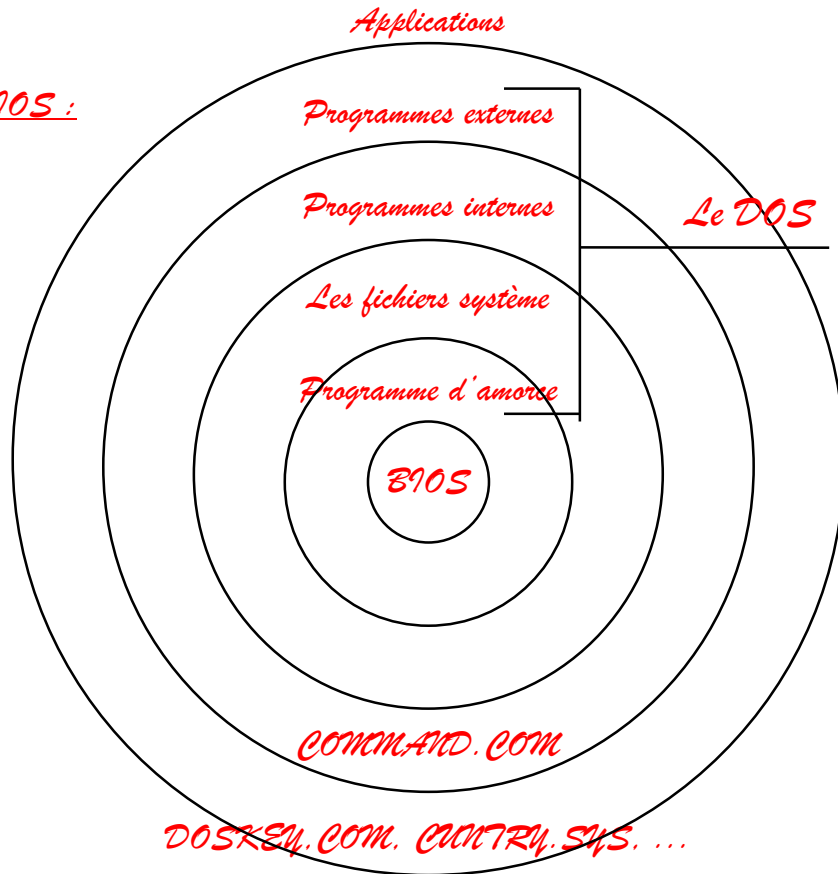 Applications
IOS :
Programmes externes
Programmes internes
Le DOS
Les fichiers système
Programme d'amorce
BIOS
COMMAND.COM
DOSKEY.COM, CUNTRY.SYS, ...